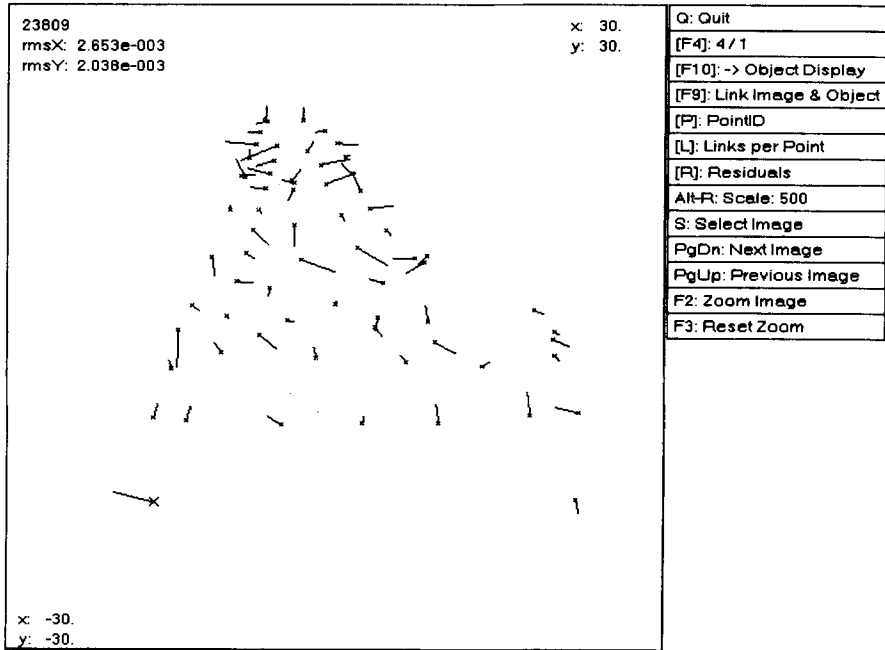 23809
rmsX: 2.653e-003
rmsY: 2.038e-003
x: 30.
y: 30.
x: -30.
y: -30.
Q: Quit
[F4]: 4 / 1
[F10]: -> Object Display
[F9]: Link Image & Object
[P]: PointID
[L]: Links per Point
[R]: Residuals
Alt-R: Scale: 500
S: Select Image
PgDn: Next Image
PgUp: Previous Image
F2: Zoom Image
F3: Reset Zoom